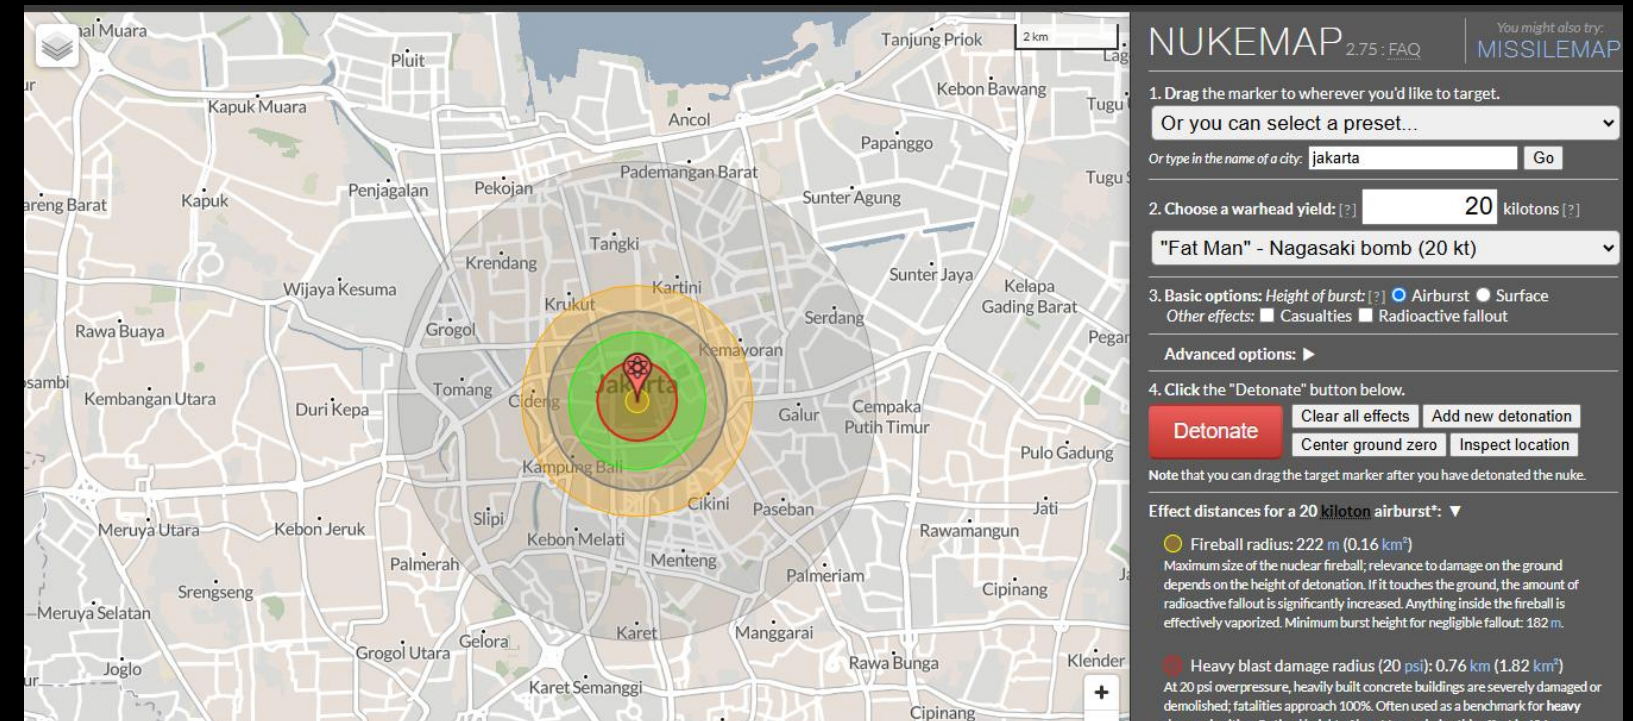 nal Muara
Pluit
Tanjung Priok
2 km
Lag
Kapuk Muara
Ancol
Kebon Bawang
Tugu
Papanggo
Pademangan Barat
Tugu
Penjagalan
Pekojan
Sunter Agung
areng Barat
Kapuk
Tangki
Krendang
Sunter Jaya
Wijaya Kesuma
Kartini
Kelapa
Gading Barat
Krukut
Rawa Buaya
Grogol
Serdang
Kemayoran
Pegan
sambi
Kembangan Utara
Tomang
Jakarta
Cideng
Duri Kepa
Galur
Cempaka
Putih Timur
Kampung Bali
Pulo Gadung
Cikini
Paseban
Jati
Meruya Utara
Kebon Jeruk
Slipi
Kebon Melati
Rawamangun
Palmerah
Menteng
Palmeriam
Srengseng
Cipinang
Meruya Selatan
Gelora
Karet
Manggarai
Grogol Utara
Joglo
Rawa Bunga
Klender
Karet Semanggi
+
Cipinang
NUKEMAP 2.75 : FAQ
You might also try:
MISSILEMAP
1. Drag the marker to wherever you'd like to target.
Or you can select a preset...
Or type in the name of a city: jakarta Go
2. Choose a warhead yield: [?] 20 kilotons [?]
"Fat Man" - Nagasaki bomb (20 kt)
3. Basic options: Height of burst: [?] Airburst Surface
Other effects: Casualties Radioactive fallout
Advanced options: ▶
4. Click the "Detonate" button below.
Detonate
Clear all effects Add new detonation
Center ground zero Inspect location
Note that you can drag the target marker after you have detonated the nuke.
Effect distances for a 20 kiloton airburst*: ▼
Fireball radius: 222 m (0.16 km²)
Maximum size of the nuclear fireball; relevance to damage on the ground
depends on the height of detonation. If it touches the ground, the amount of
radioactive fallout is significantly increased. Anything inside the fireball is
effectively vaporized. Minimum burst height for negligible fallout: 182 m.
Heavy blast damage radius (20 psi): 0.76 km (1.82 km²)
At 20 psi overpressure, heavily built concrete buildings are severely damaged or
demolished; fatalities approach 100%. Often used as a benchmark for heavy